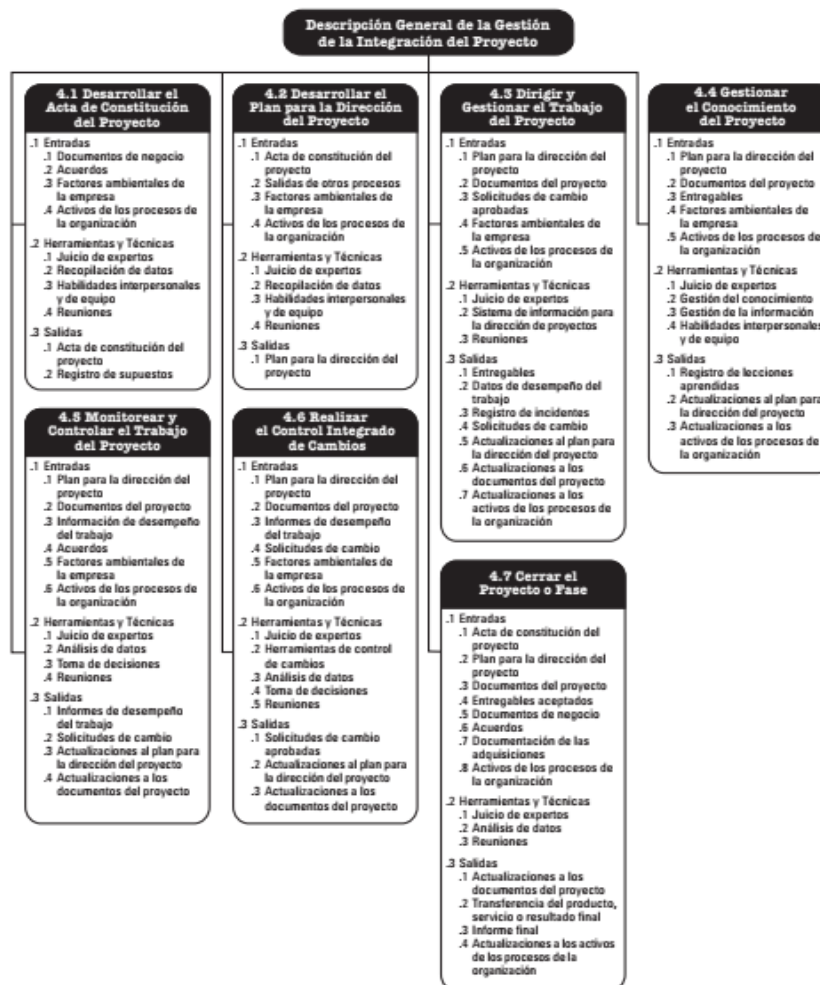 Descripción General de la Gestión
de la Integración del Proyecto
4.1 Desarrollar el
Acta de Constitución
del Proyecto
.1 Entradas
.1 Documentos de negocio
.2 Acuerdos
.3 Factores ambientales de
la empresa
.4 Activos de los procesos de
la organización
.2 Herramientas y Técnicas
.1 Juicio de expertos
.2 Recopilación de datos
.3 Habilidades interpersonales
y de equipo
.4 Reuniones
.3 Salidas
.1 Acta de constitución del
proyecto
.2 Registro de supuestos
4.2 Desarrollar el
Plan para la Dirección
del Proyecto
.1 Entradas
.1 Acta de constitución del
proyecto
.2 Salidas de otros procesos
.3 Factores ambientales de
la empresa
.4 Activos de los procesos de
la organización
.2 Herramientas y Técnicas
.1 Juicio de expertos
.2 Recopilación de datos
.3 Habilidades interpersonales
y de equipo
.4 Reuniones
.3 Salidas
.1 Plan para la dirección del
proyecto
4.3 Dirigir y
Gestionar el Trabajo
del Proyecto
.1 Entradas
.1 Plan para la dirección del
proyecto
.2 Documentos del proyecto
.3 Solicitudes de cambio
aprobadas
.4 Factores ambientales de
la empresa
.5 Activos de los procesos de
la organización
.2 Herramientas y Técnicas
.1 Juicio de expertos
.2 Sistema de información para
la dirección de proyectos
.3 Reuniones
.3 Salidas
.1 Entregables
.2 Datos de desempeño del
trabajo
.3 Registro de incidentes
.4 Solicitudes de cambio
.5 Actualizaciones al plan para
la dirección del proyecto
.6 Actualizaciones a los
documentos del proyecto
.7 Actualizaciones a los
activos de los procesos de
la organización
4.4 Gestionar
el Conocimiento
del Proyecto
.1 Entradas
.1 Plan para la dirección del
proyecto
.2 Documentos del proyecto
.3 Entregables
.4 Factores ambientales de
la empresa
.5 Activos de los procesos de
la organización
.2 Herramientas y Técnicas
.1 Juicio de expertos
.2 Gestión del conocimiento
.3 Gestión de la información
.4 Habilidades interpersonales
y de equipo
.3 Salidas
.1 Registro de lecciones
aprendidas
.2 Actualizaciones al plan para
la dirección del proyecto
.3 Actualizaciones a los
activos de los procesos de
la organización
4.5 Monitorear y
Controlar el Trabajo
del Proyecto
.1 Entradas
.1 Plan para la dirección del
proyecto
.2 Documentos del proyecto
.3 Información de desempeño
del trabajo
.4 Acuerdos
.5 Factores ambientales de
la empresa
.6 Activos de los procesos de
la organización
.2 Herramientas y Técnicas
.1 Juicio de expertos
.2 Análisis de datos
.3 Toma de decisiones
.4 Reuniones
.3 Salidas
.1 Informes de desempeño
del trabajo
.2 Solicitudes de cambio
.3 Actualizaciones al plan para
la dirección del proyecto
.4 Actualizaciones a los
documentos del proyecto
4.6 Realizar
el Control Integrado
de Cambios
.1 Entradas
.1 Plan para la dirección del
proyecto
.2 Documentos del proyecto
.3 Informes de desempeño
del trabajo
.4 Solicitudes de cambio
.5 Factores ambientales de
la empresa
.6 Activos de los procesos de
la organización
.2 Herramientas y Técnicas
.1 Juicio de expertos
.2 Herramientas de control
de cambios
.3 Análisis de datos
.4 Toma de decisiones
.5 Reuniones
.3 Salidas
.1 Solicitudes de cambio
aprobadas
.2 Actualizaciones al plan para
la dirección del proyecto
.3 Actualizaciones a los
documentos del proyecto
4.7 Cerrar el
Proyecto o Fase
.1 Entradas
.1 Acta de constitución del
proyecto
.2 Plan para la dirección del
proyecto
.3 Documentos del proyecto
.4 Entregables aceptados
.5 Documentos de negocio
.6 Acuerdos
.7 Documentación de las
adquisiciones
.8 Activos de los procesos de
la organización
.2 Herramientas y Técnicas
.1 Juicio de expertos
.2 Análisis de datos
.3 Reuniones
.3 Salidas
.1 Actualizaciones a los
documentos del proyecto
.2 Transferencia del producto,
servicio o resultado final
.3 Informe final
.4 Actualizaciones a los activos
de los procesos de la
organización